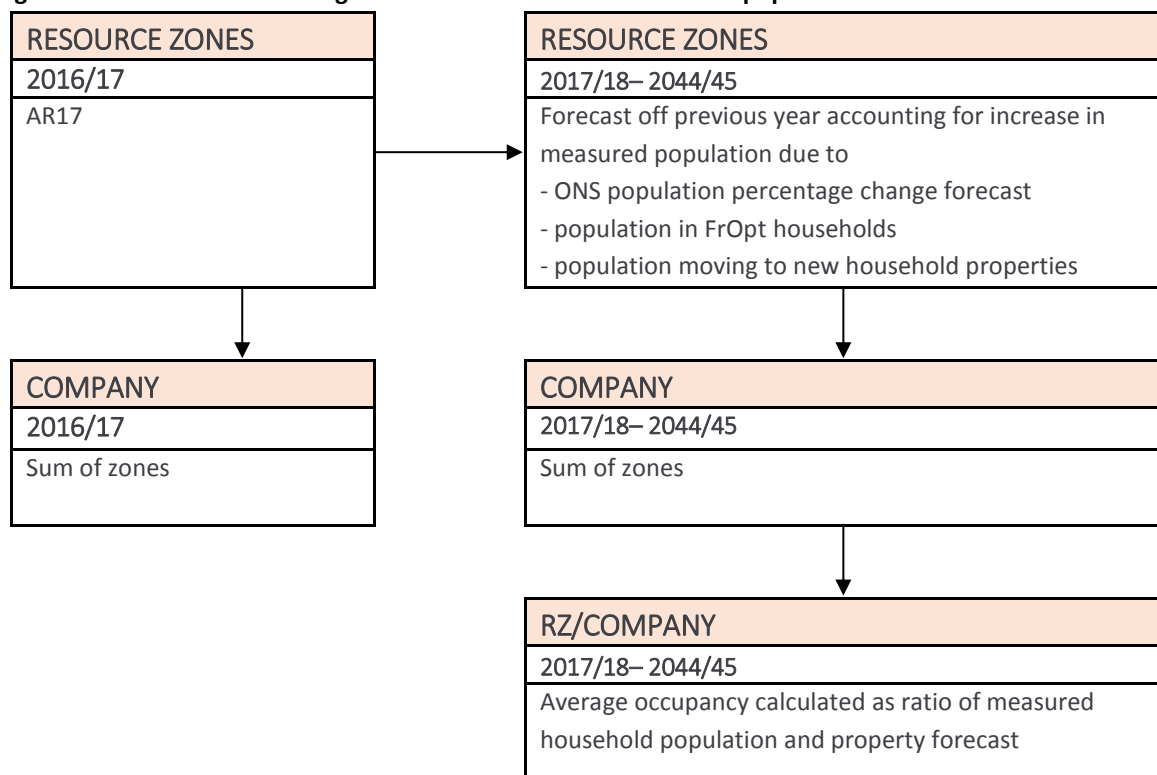 RESOURCE ZONES
2016/17
AR17
RESOURCE ZONES
2017/18– 2044/45
Forecast off previous year accounting for increase in
measured population due to
- ONS population percentage change forecast
- population in FrOpt households
- population moving to new household properties
COMPANY
2016/17
Sum of zones
COMPANY
2017/18– 2044/45
Sum of zones
RZ/COMPANY
2017/18– 2044/45
Average occupancy calculated as ratio of measured
household population and property forecast